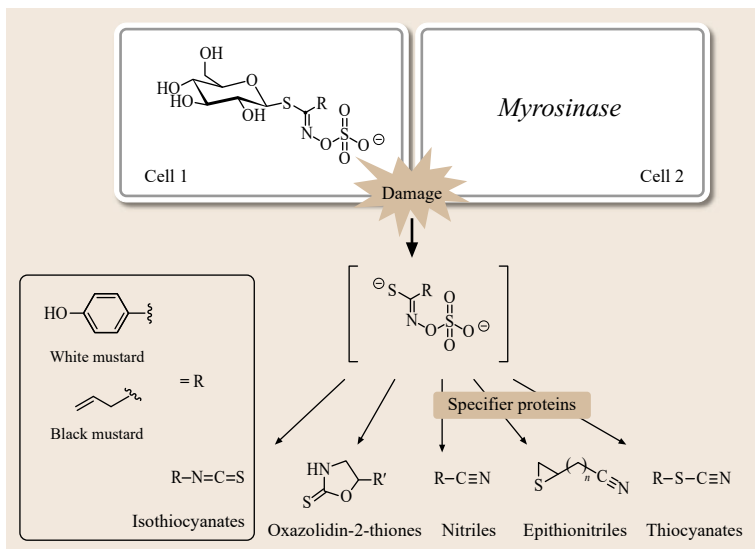 OH
HO
HO
O
S
R
OH
N
O
S
O
O
O
⊖
Cell 1
Myrosinase
Cell 2
Damage
⊖
S
R
N
O
S
O
O
O
⊖
HO
White mustard
= R
Black mustard
Specifier proteins
R–N=C=S
HN
S
O
R′
R–C≡N
S
( )n
C≡N
R–S–C≡N
Isothiocyanates
Oxazolidin-2-thiones
Nitriles
Epithionitriles
Thiocyanates